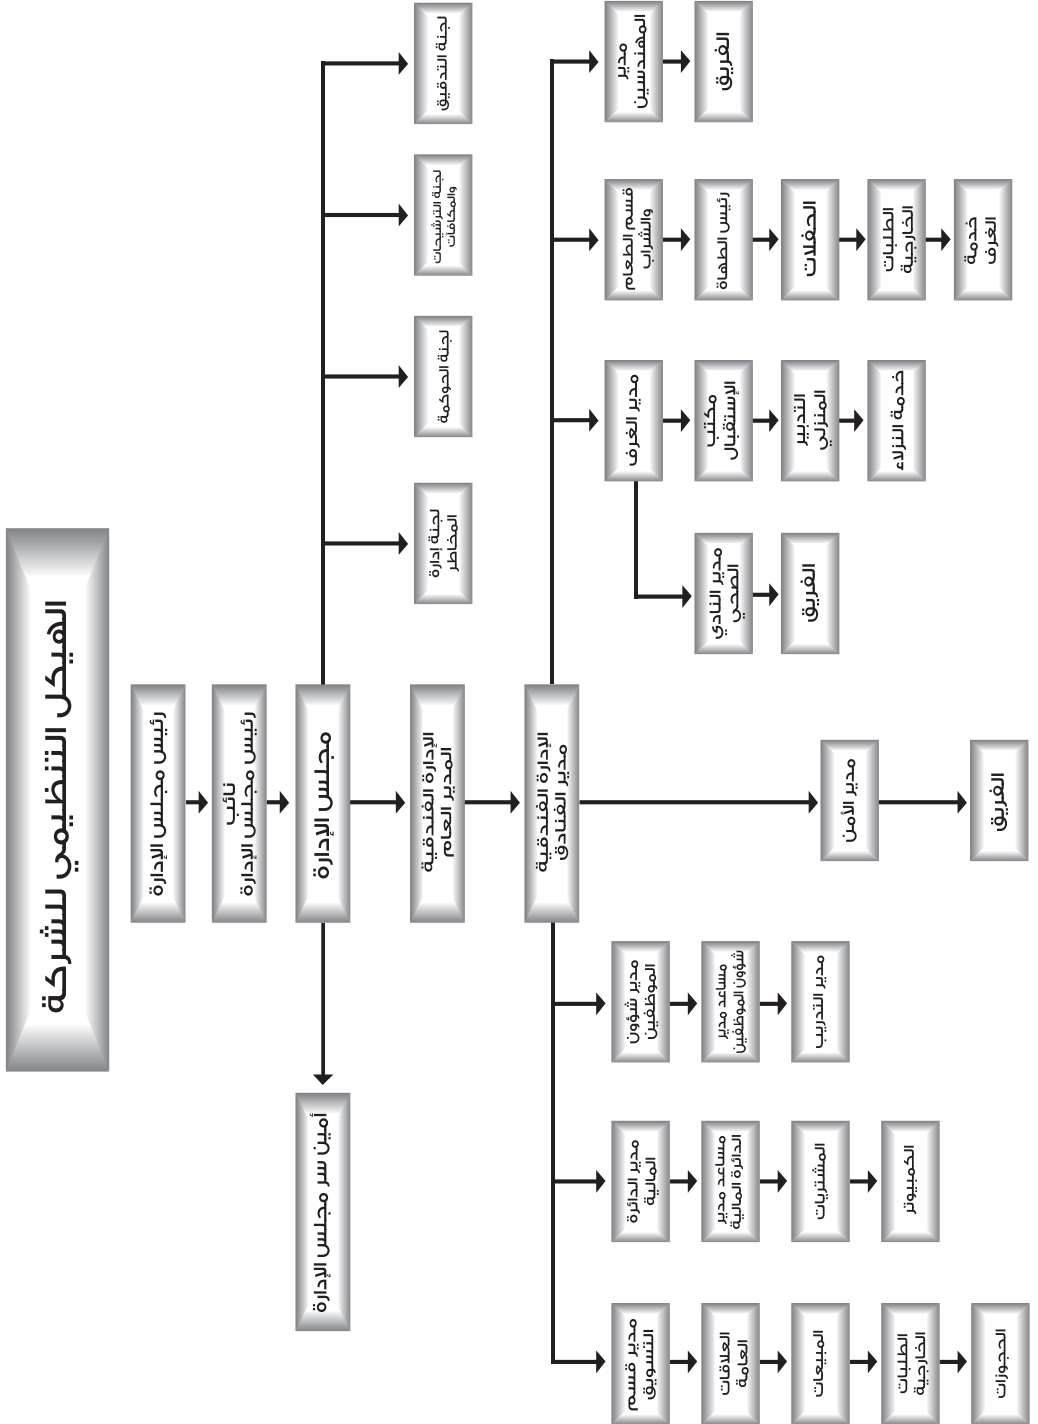 الهيكل التنظيمي للشركة
رئيس مجلس الإدارة
نائب
رئيس مجلس الإدارة
مجلس الإدارة
أمين سر مجلس الإدارة
لجنة إدارة
المخاطر
لجنة الحوكمة
لجنة الترشيحات
والمكافآت
لجنة التدقيق
الإدارة الفندقية
المدير العام
الإدارة الفندقية
مدير الفنادق
مدير المهندسين
الفريق
قسم الطعام
والشراب
رئيس الطهاة
الحفلات
الطلبات
الخارجية
خدمة
الغرف
مدير الغرف
مكتب
الإستقبال
التدبير
المنزلي
خدمة النزلاء
مدير النادي
الصحي
الفريق
مدير الأمن
الفريق
مدير شؤون
الموظفين
مساعد مدير
شؤون الموظفين
مدير التدريب
مدير الدائرة
المالية
مساعد مدير
الدائرة المالية
المشتريات
الكمبيوتر
مدير قسم
التسويق
العلاقات
العامة
المبيعات
الطلبات
الخارجية
الحجوزات